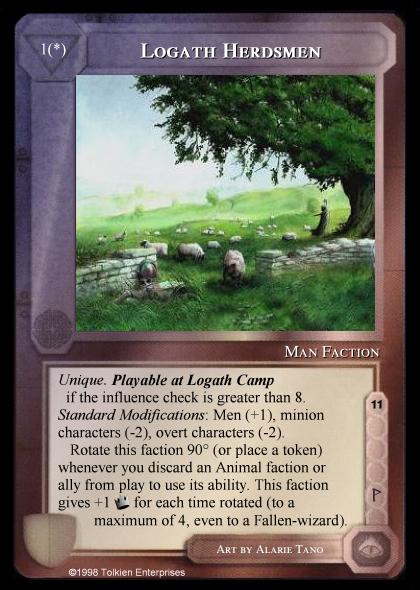 1(*)
LOGATH HERDSMEN
MAN FACTION
Unique. Playable at Logath Camp
if the influence check is greater than 8.
Standard Modifications: Men (+1), minion
characters (-2), overt characters (-2).
Rotate this faction 90° (or place a token)
whenever you discard an Animal faction or
ally from play to use its ability. This faction
gives +1 for each time rotated (to a
maximum of 4, even to a Fallen-wizard).
11
ᚹ
ART BY ALARIE TANO
©1998 Tolkien Enterprises